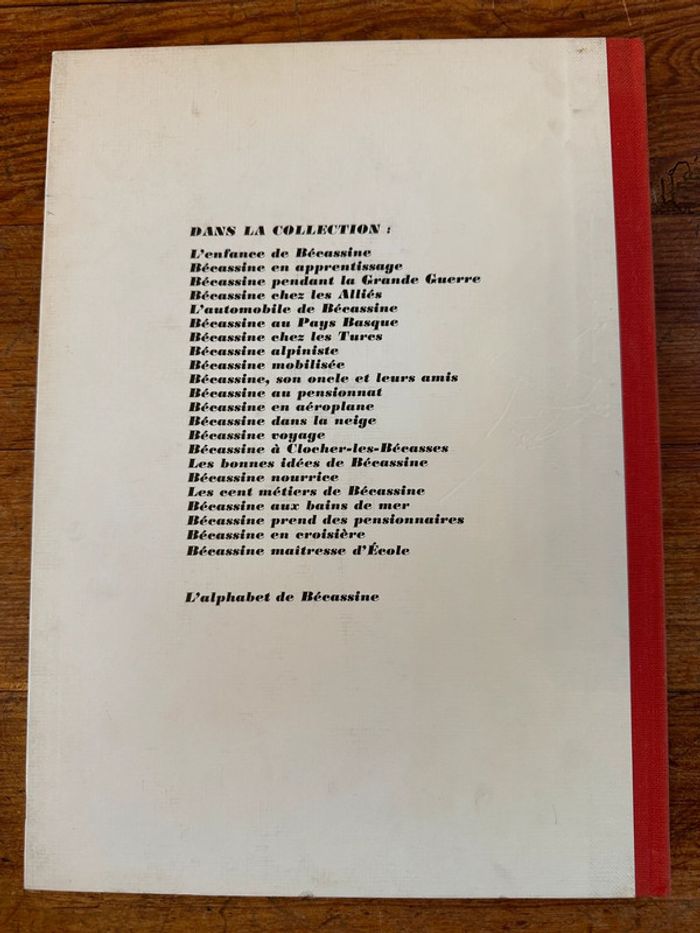 DANS LA COLLECTION :
L'enfance de Bécassine
Bécassine en apprentissage
Bécassine pendant la Grande Guerre
Bécassine chez les Alliés
L'automobile de Bécassine
Bécassine au Pays Basque
Bécassine chez les Turcs
Bécassine alpiniste
Bécassine mobilisée
Bécassine, son oncle et leurs amis
Bécassine au pensionnat
Bécassine en aéroplane
Bécassine dans la neige
Bécassine voyage
Bécassine à Clocher-les-Bécasses
Les bonnes idées de Bécassine
Bécassine nourrice
Les cent métiers de Bécassine
Bécassine aux bains de mer
Bécassine prend des pensionnaires
Bécassine en croisière
Bécassine maîtresse d'École
L'alphabet de Bécassine